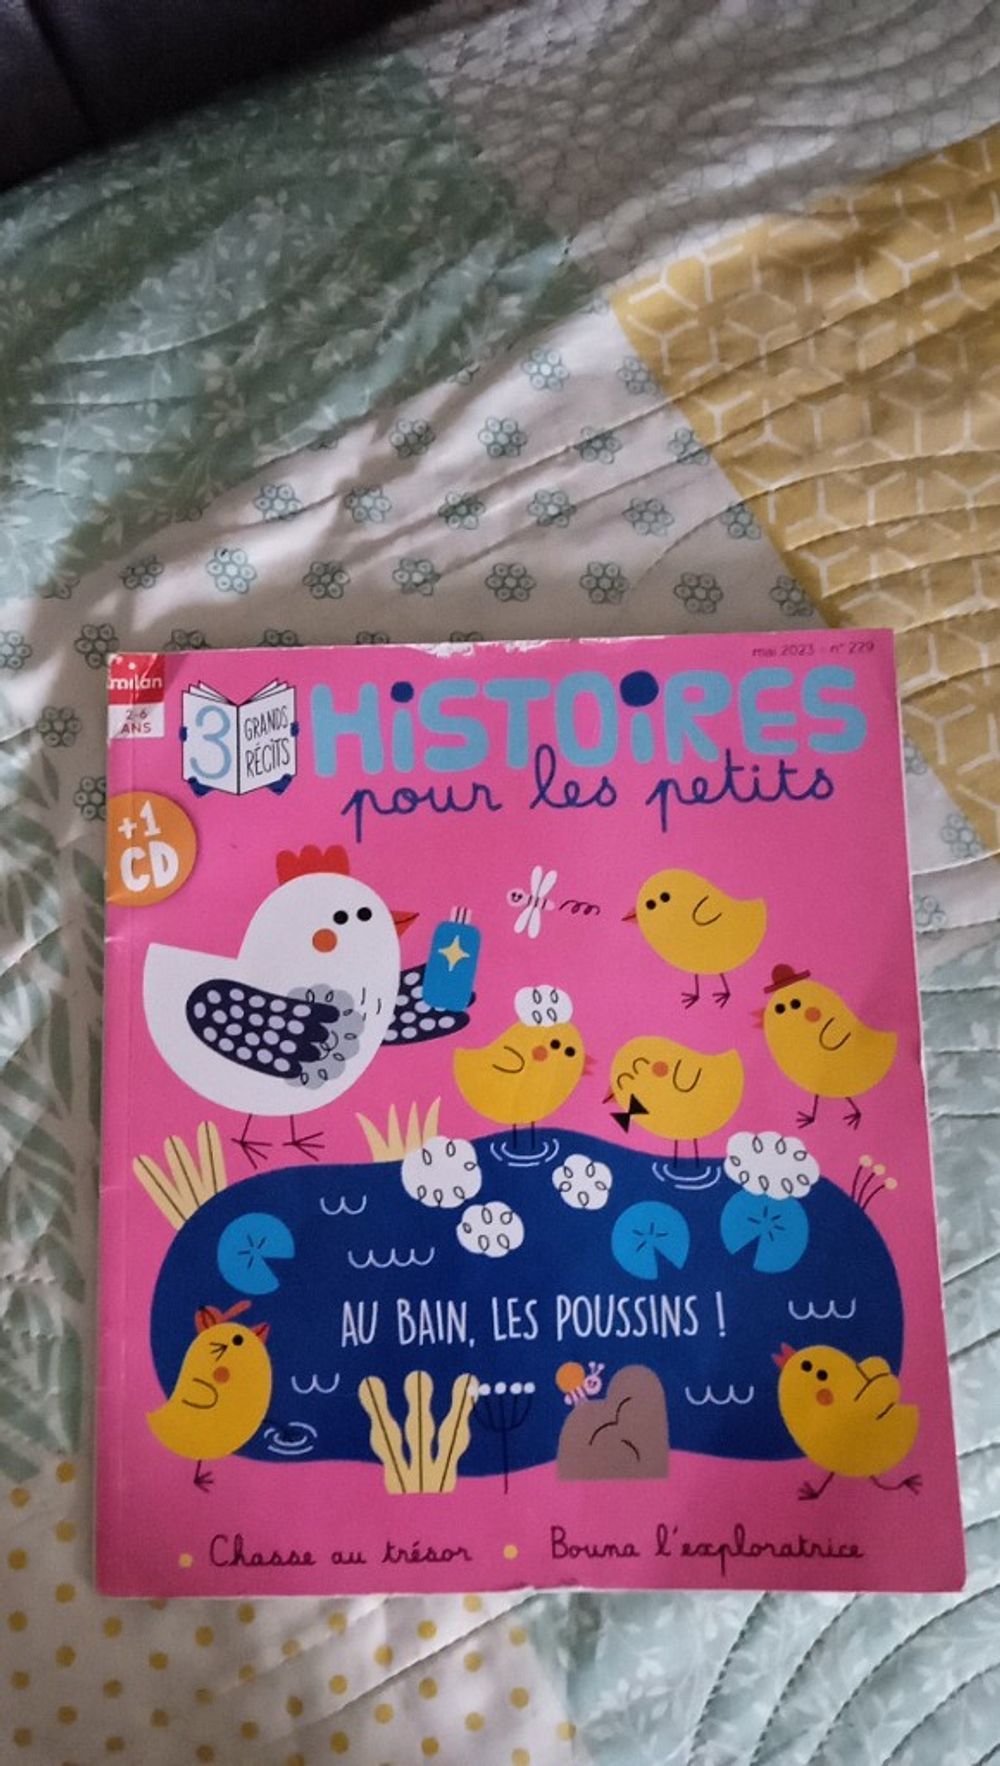 mai 2023 - n° 229
milan
2-6
ANS
3
GRANDS
RÉCITS
HiSTOiRES
pour les petits
+1
CD
AU BAIN, LES POUSSINS !
• Chasse au trésor • Bouna l'exploratrice